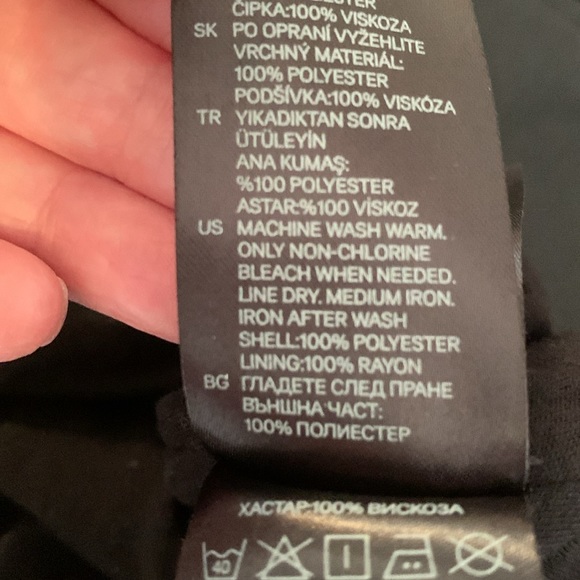 ČIPKA:100% VISKOZA
SK PO OPRANÍ VYŽEHLITE
VRCHNÝ MATERIÁL:
100% POLYESTER
PODŠÍVKA:100% VISKÓZA
TR YIKADIKTAN SONRA
ÜTÜLEYİN
ANA KUMAŞ:
%100 POLYESTER
ASTAR:%100 VİSKOZ
US MACHINE WASH WARM.
ONLY NON-CHLORINE
BLEACH WHEN NEEDED.
LINE DRY. MEDIUM IRON.
IRON AFTER WASH
SHELL:100% POLYESTER
LINING:100% RAYON
BG ГЛАДЕТЕ СЛЕД ПРАНЕ
ВЪНШНА ЧАСТ:
100% ПОЛИЕСТЕР
ХАСТАР:100% ВИСКОЗА
40